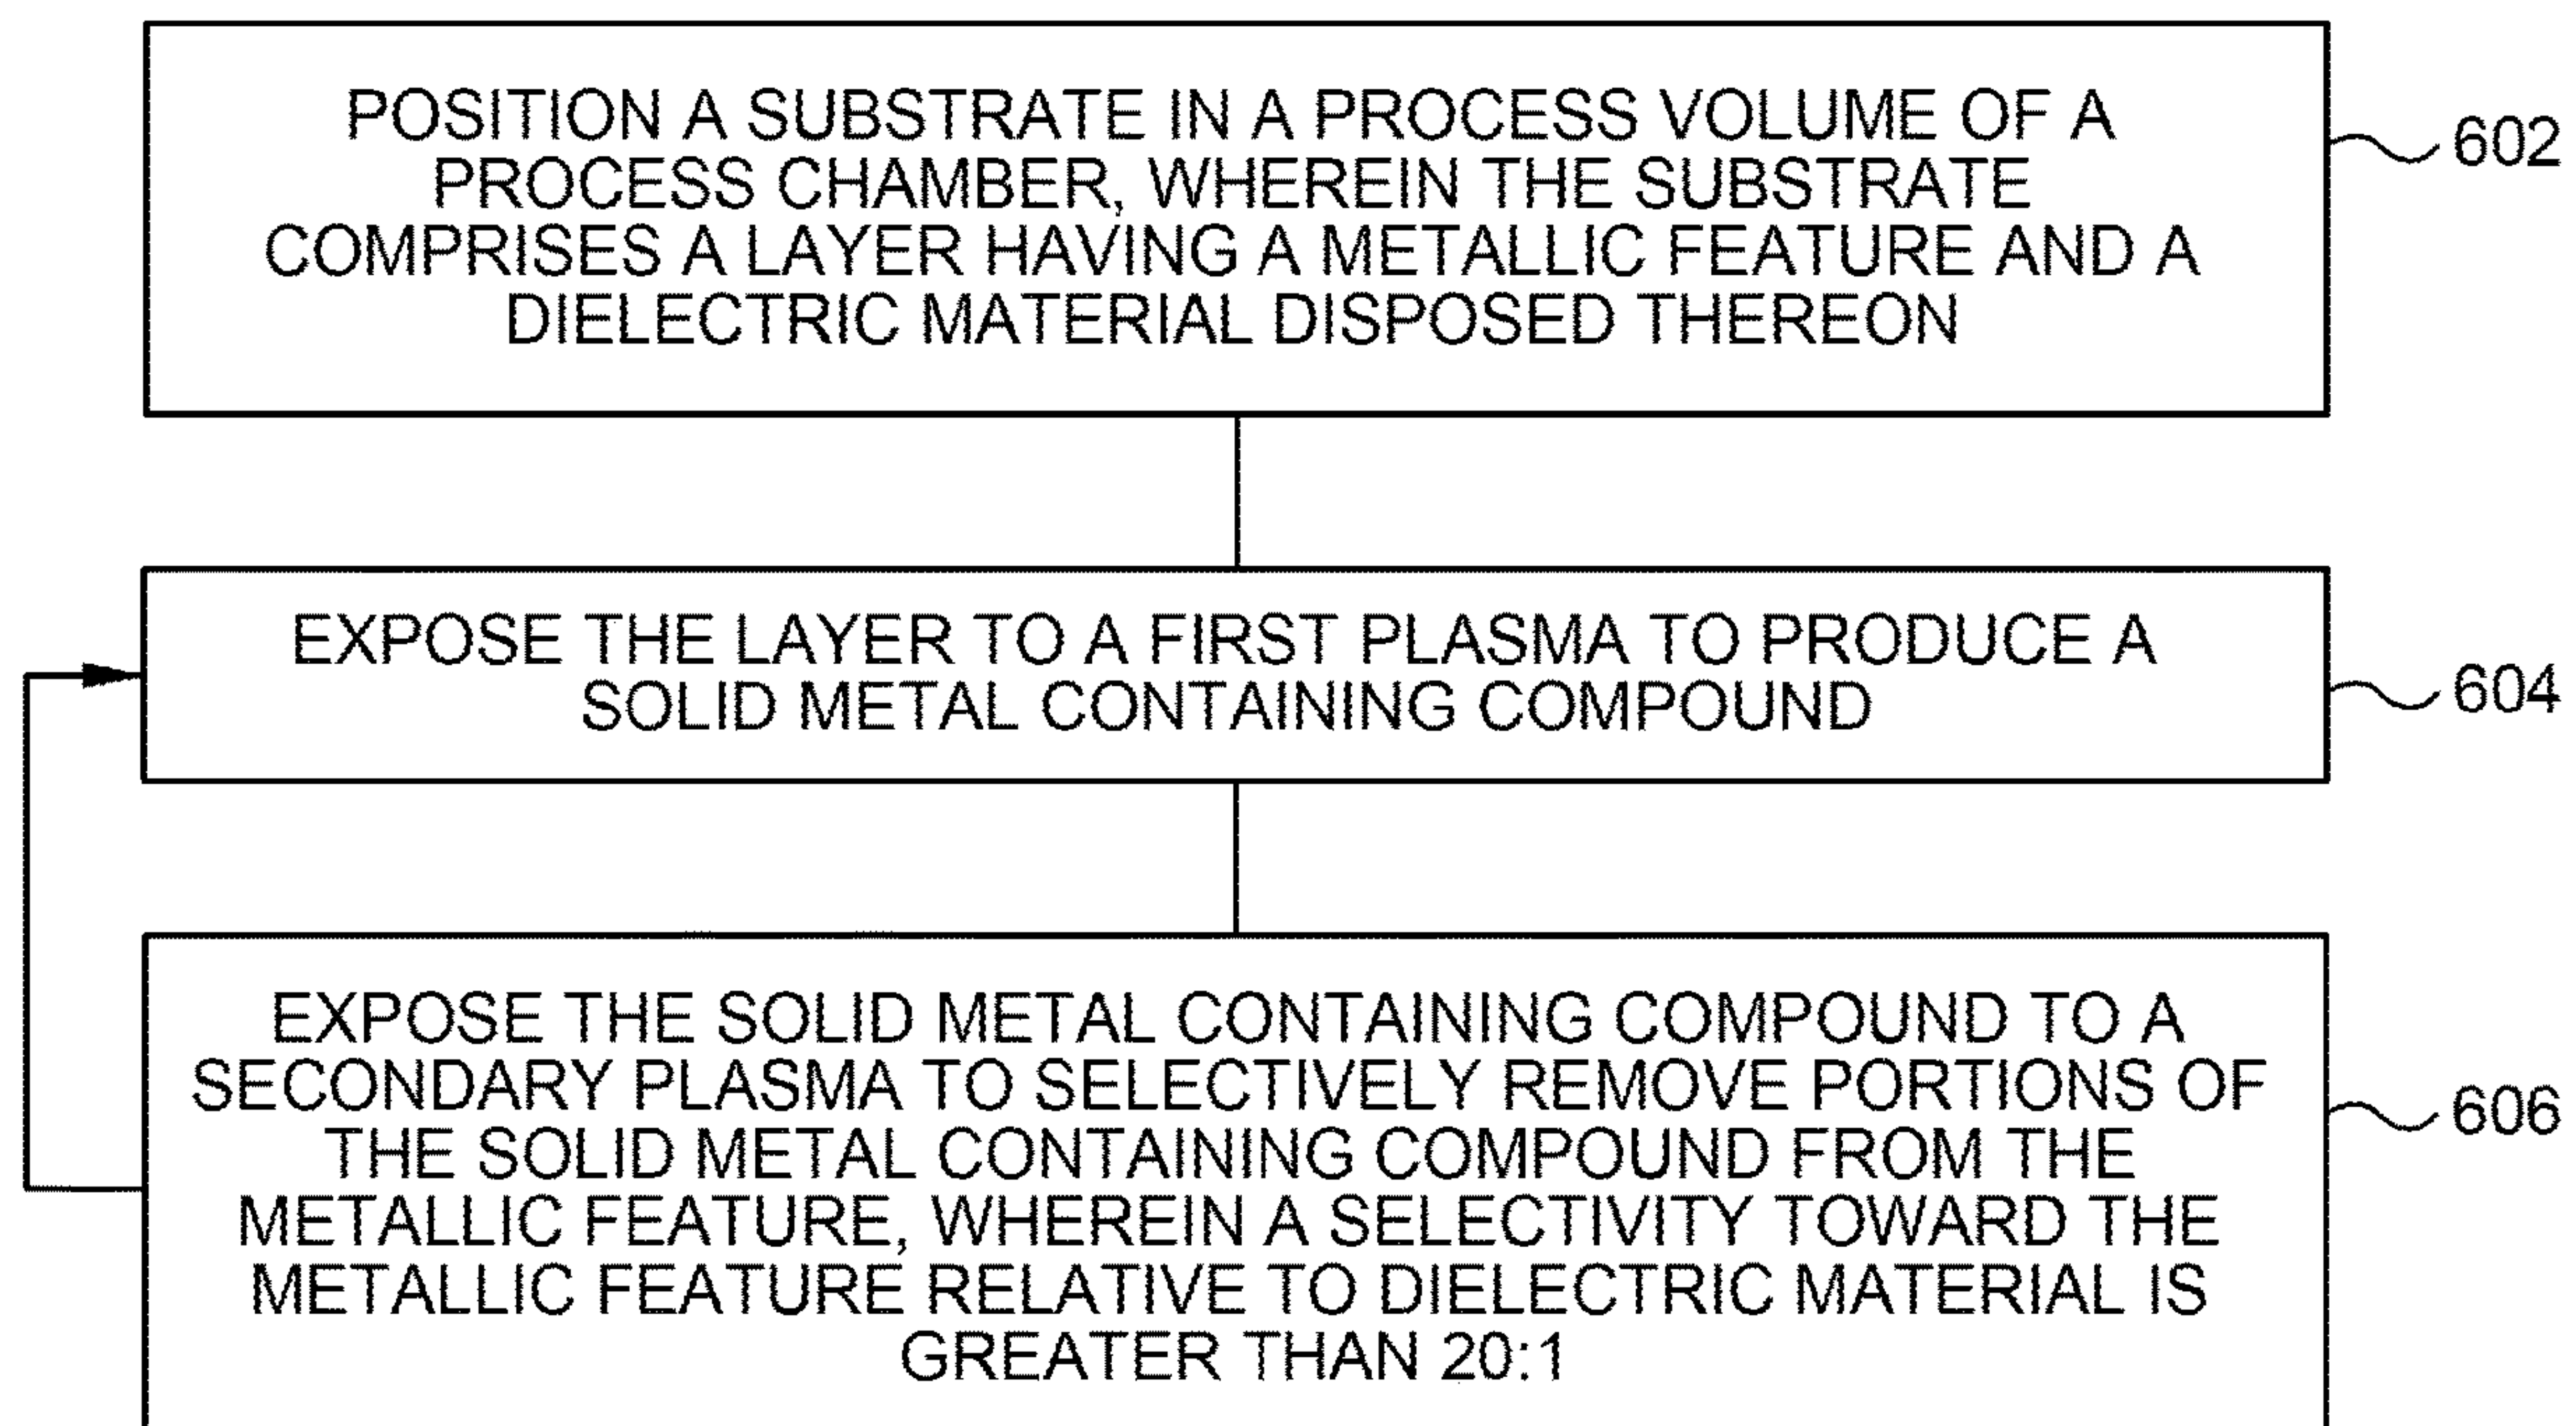 POSITION A SUBSTRATE IN A PROCESS VOLUME OF A
PROCESS CHAMBER, WHEREIN THE SUBSTRATE
COMPRISES A LAYER HAVING A METALLIC FEATURE AND A
DIELECTRIC MATERIAL DISPOSED THEREON
602
EXPOSE THE LAYER TO A FIRST PLASMA TO PRODUCE A
SOLID METAL CONTAINING COMPOUND
604
EXPOSE THE SOLID METAL CONTAINING COMPOUND TO A
SECONDARY PLASMA TO SELECTIVELY REMOVE PORTIONS OF
THE SOLID METAL CONTAINING COMPOUND FROM THE
METALLIC FEATURE, WHEREIN A SELECTIVITY TOWARD THE
METALLIC FEATURE RELATIVE TO DIELECTRIC MATERIAL IS
GREATER THAN 20:1
606